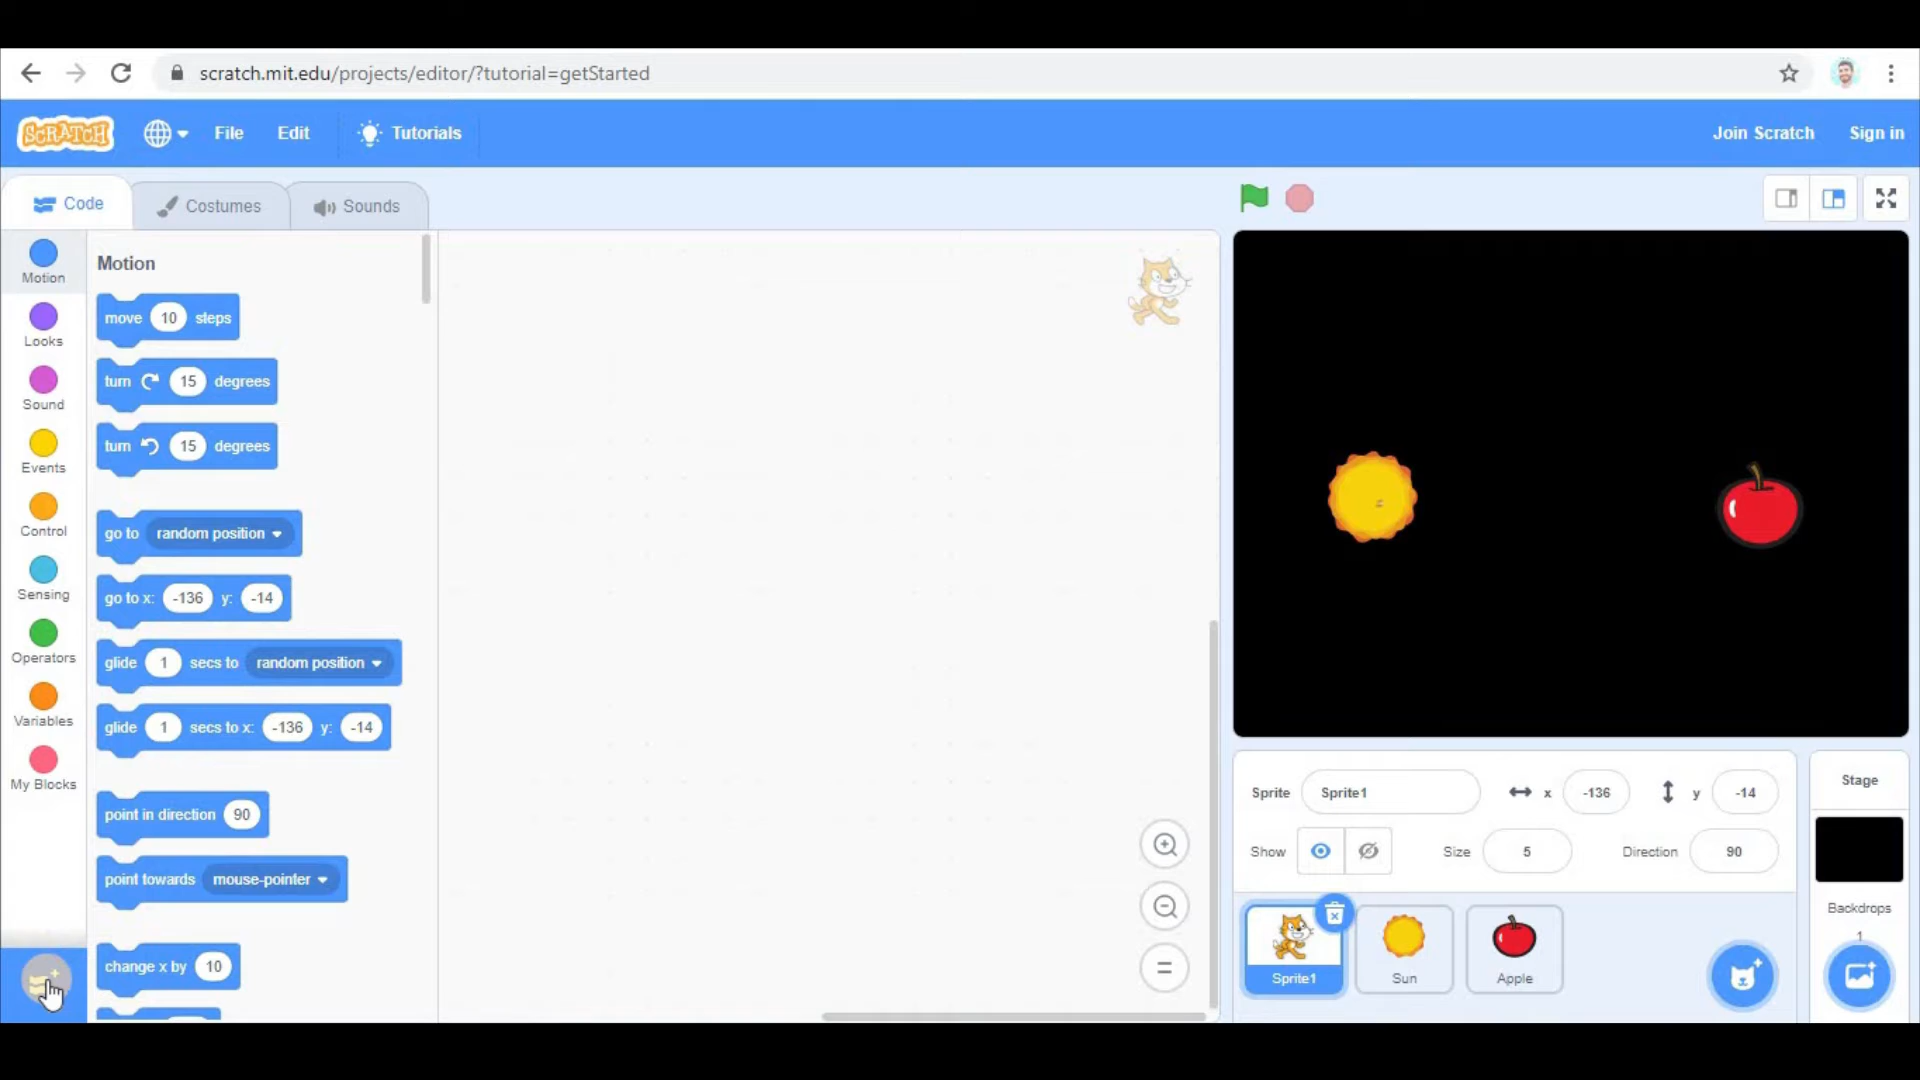 scratch.mit.edu/projects/editor/?tutorial=getStarted
SCRATCH
File
Edit
Tutorials
Join Scratch
Sign in
Code
Costumes
Sounds
Motion
Looks
Sound
Events
Control
Sensing
Operators
Variables
My Blocks
Motion
move 10 steps
turn 15 degrees
turn 15 degrees
go to random position
go to x: -136 y: -14
glide 1 secs to random position
glide 1 secs to x: -136 y: -14
point in direction 90
point towards mouse-pointer
change x by 10
Sprite Sprite1 x -136 y -14
Show Size 5 Direction 90
Sprite1
Sun
Apple
Stage
Backdrops
1